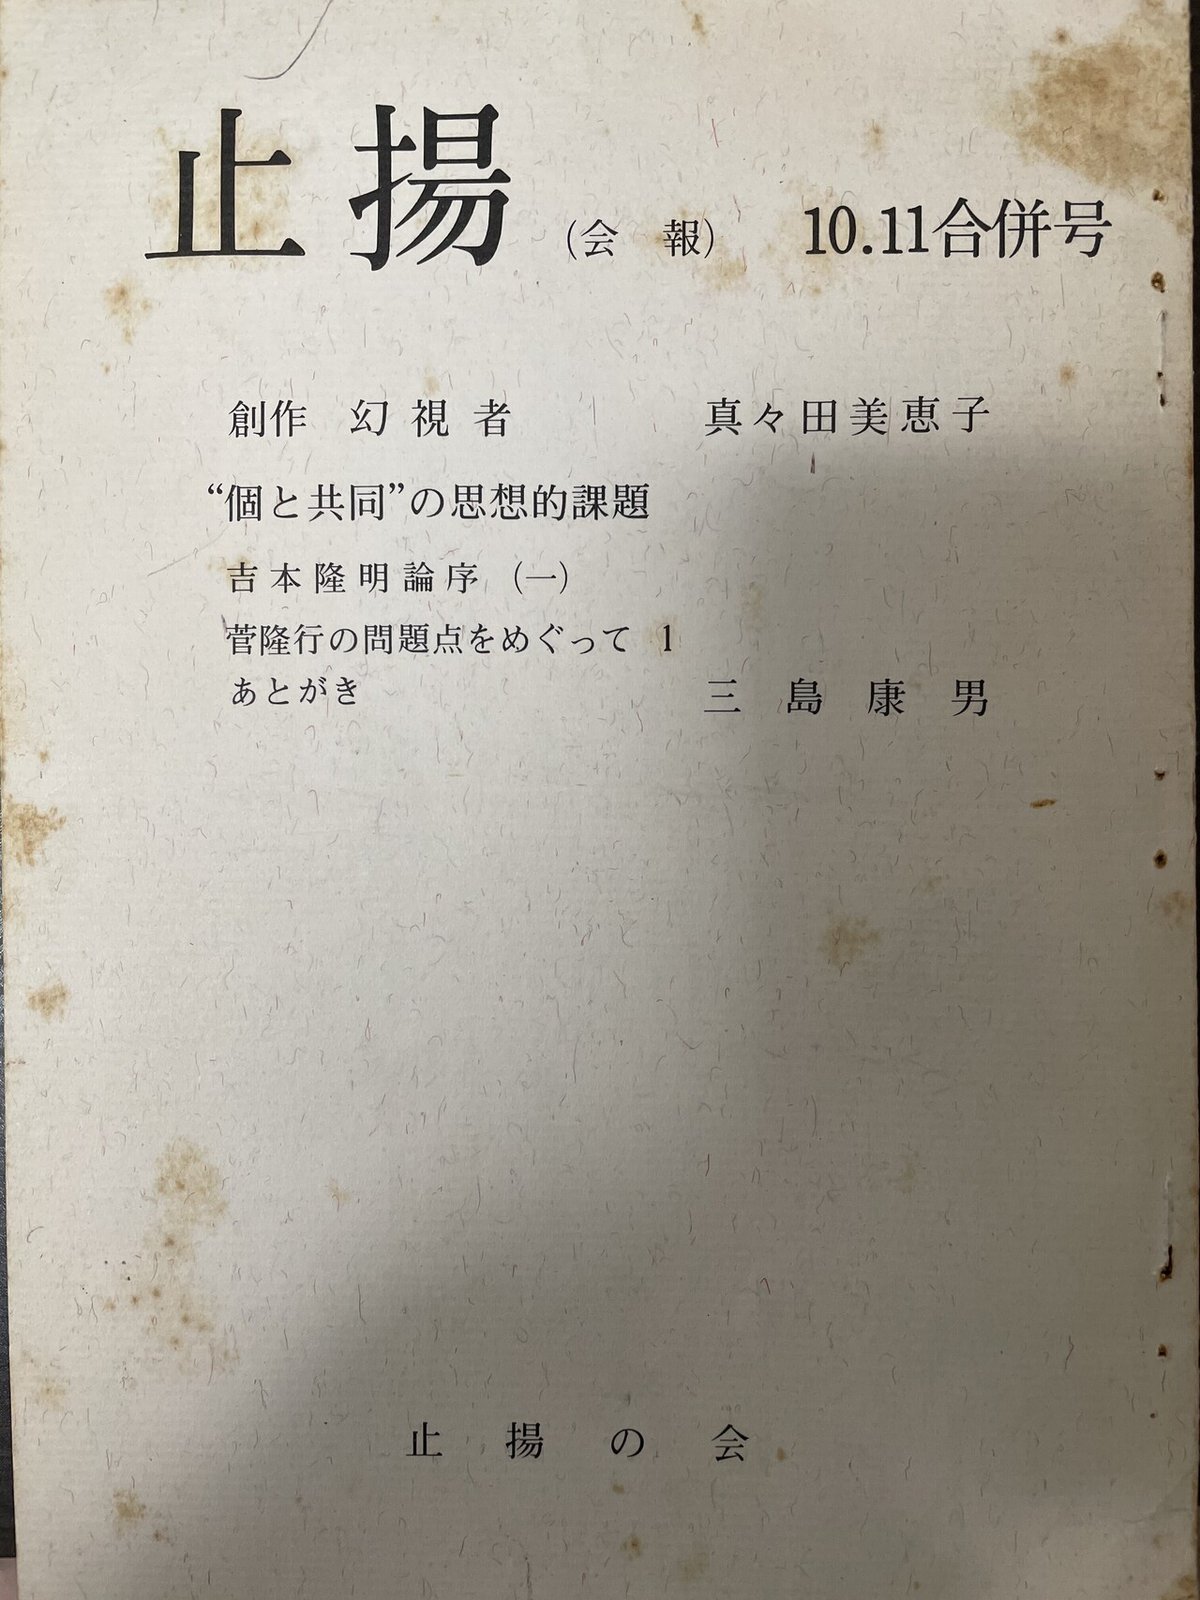 止揚 （会 報） 10.11合併号
創作 幻視者 真々田美恵子
“個と共同”の思想的課題
吉本隆明論序 （一）
菅隆行の問題点をめぐって 1
あとがき 三島康男
止揚の会